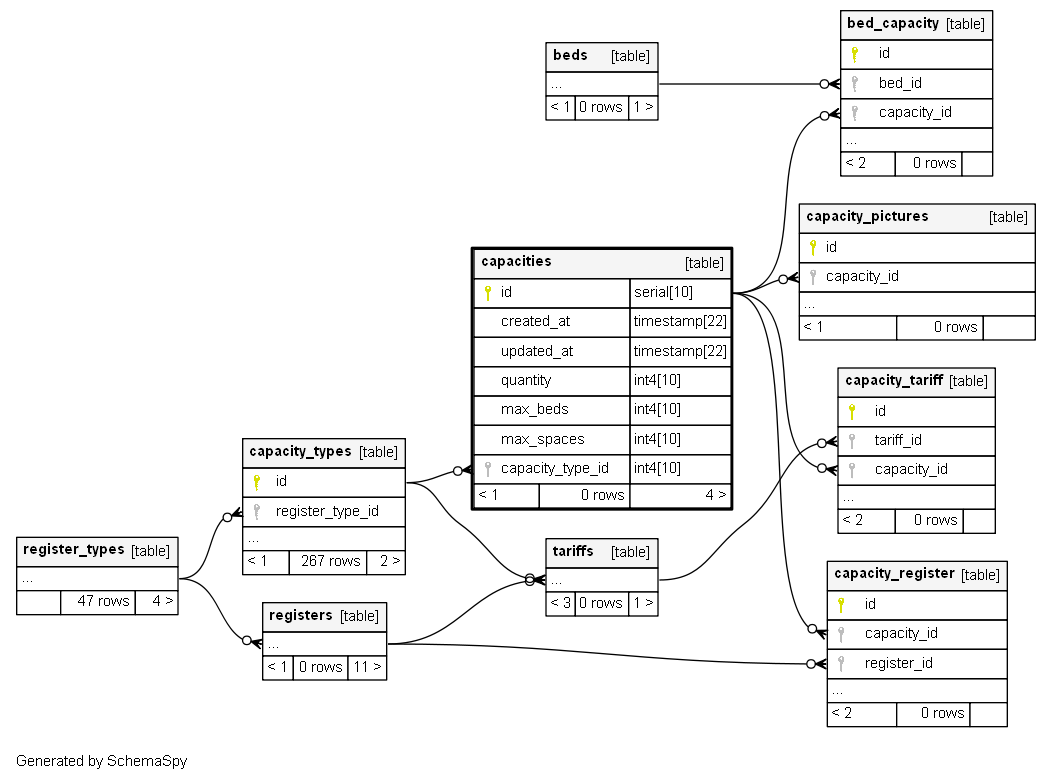 bed_capacity [table]
id
bed_id
capacity_id
...
< 2 0 rows
beds [table]
...
< 1 0 rows 1 >
capacity_pictures [table]
id
capacity_id
...
< 1 0 rows
capacities [table]
id serial[10]
created_at timestamp[22]
updated_at timestamp[22]
quantity int4[10]
max_beds int4[10]
max_spaces int4[10]
capacity_type_id int4[10]
< 1 0 rows 4 >
capacity_tariff [table]
id
tariff_id
capacity_id
...
< 2 0 rows
capacity_types [table]
id
register_type_id
...
< 1 267 rows 2 >
register_types [table]
...
47 rows 4 >
tariffs [table]
...
< 3 0 rows 1 >
registers [table]
...
< 1 0 rows 11 >
capacity_register [table]
id
capacity_id
register_id
...
< 2 0 rows
Generated by SchemaSpy